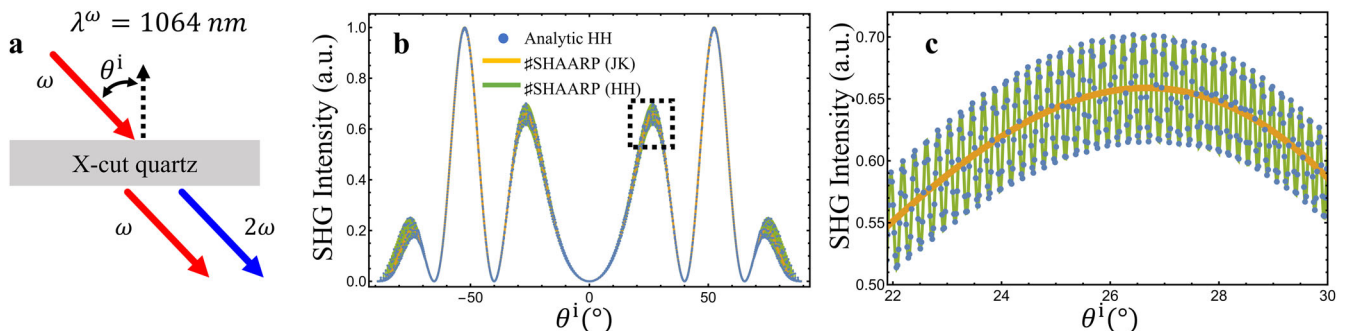 a
λ^ω = 1064 nm
θ^i
ω
X-cut quartz
ω
2ω
b
Analytic HH
♯SHAARP (JK)
♯SHAARP (HH)
SHG Intensity (a.u.)
1.0
0.8
0.6
0.4
0.2
0.0
−50
0
50
θ^i(°)
c
SHG Intensity (a.u.)
0.70
0.65
0.60
0.55
0.50
22
24
26
28
30
θ^i(°)